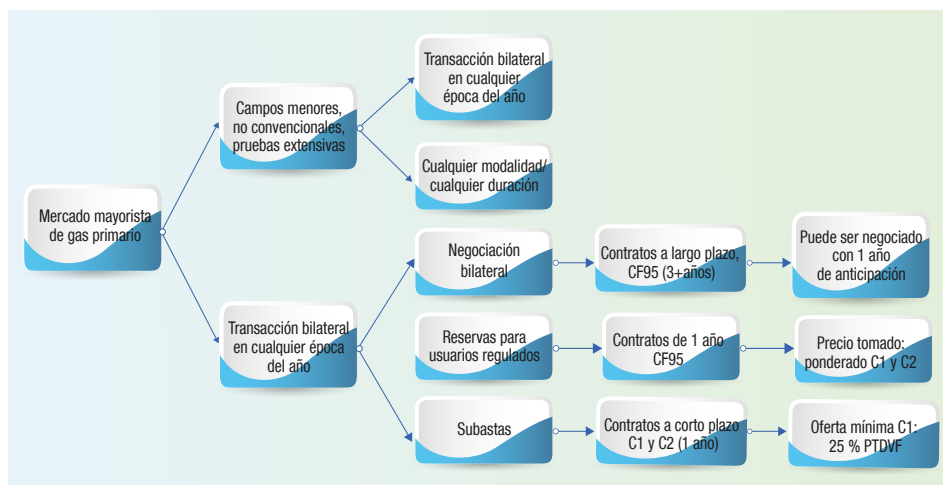 Mercado mayorista
de gas primario
Campos menores,
no convencionales,
pruebas extensivas
Transacción bilateral
en cualquier
época del año
Cualquier modalidad/
cualquier duración
Transacción bilateral
en cualquier época
del año
Negociación
bilateral
Contratos a largo plazo,
CF95 (3+años)
Puede ser negociado
con 1 año
de anticipación
Reservas para
usuarios regulados
Contratos de 1 año
CF95
Precio tomado:
ponderado C1 y C2
Subastas
Contratos a corto plazo
C1 y C2 (1 año)
Oferta mínima C1:
25 % PTDVF